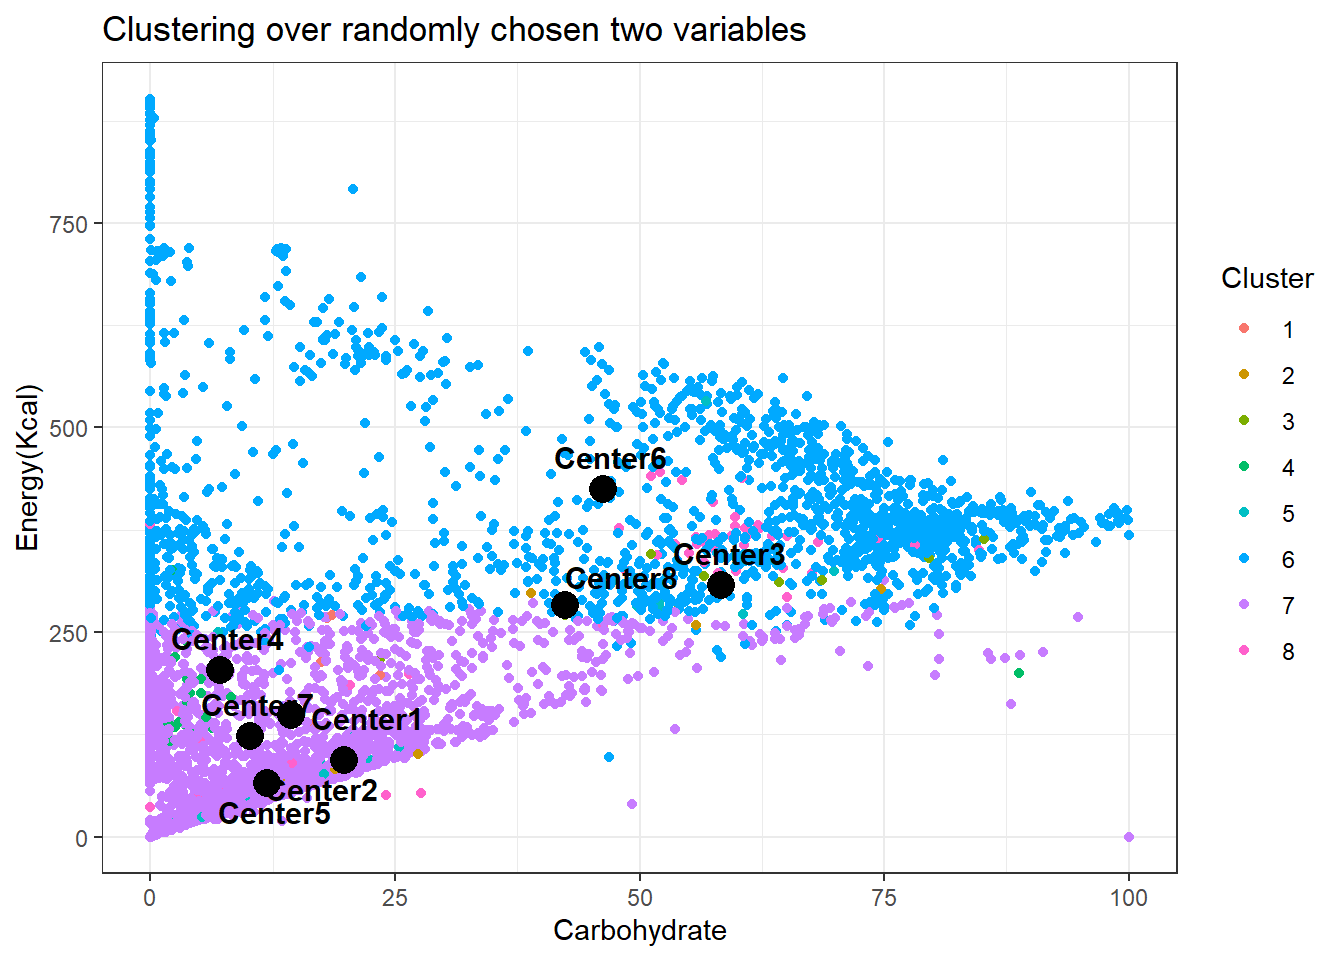 Clustering over randomly chosen two variables
Energy(Kcal)
750
500
250
0
Center6
Center3
Center8
Center4
Center7
Center1
Center2
Center5
0 25 50 75 100
Carbohydrate
Cluster
1
2
3
4
5
6
7
8